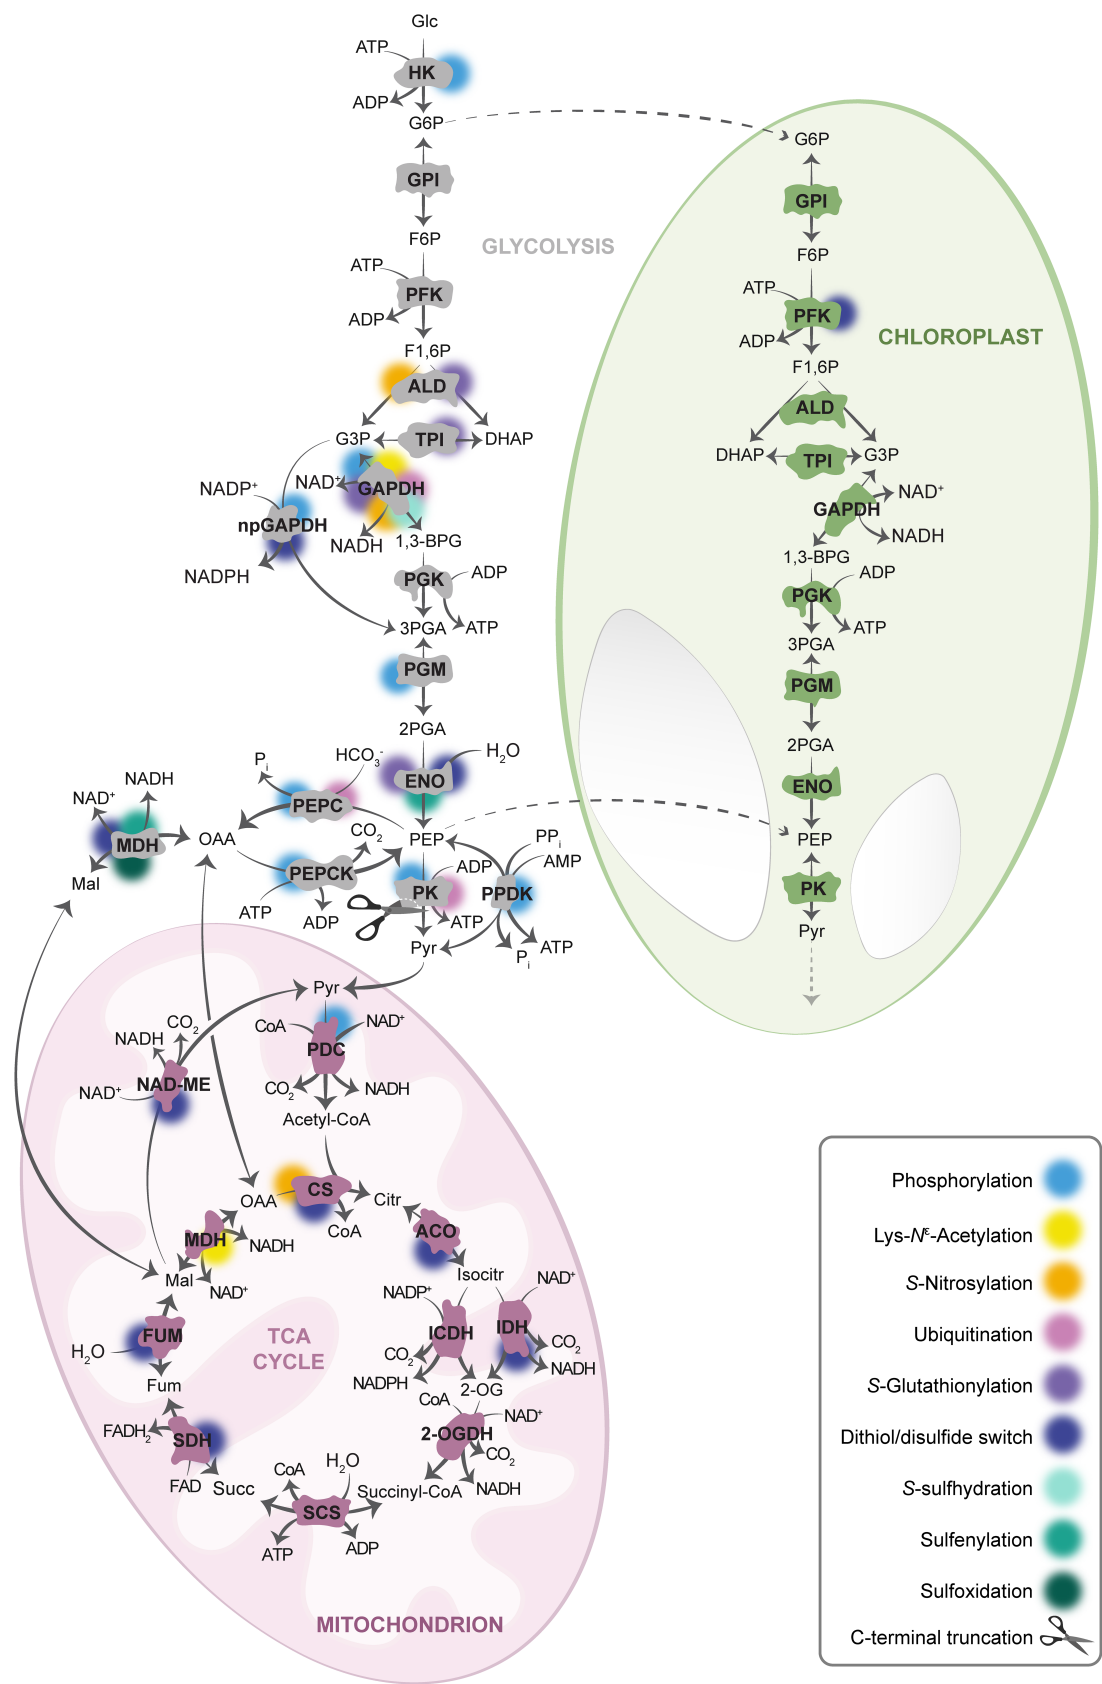 Glc
ATP
HK
ADP
G6P
GPI
F6P
GLYCOLYSIS
ATP
PFK
ADP
F1,6P
ALD
G3P
TPI
DHAP
NAD⁺
GAPDH
NADP⁺
npGAPDH
NADH
1,3-BPG
NADPH
PGK
ADP
3PGA
ATP
PGM
2PGA
Pᵢ
HCO₃⁻
ENO
H₂O
NADH
NAD⁺
PEPC
MDH
OAA
CO₂
PEP
PPᵢ
AMP
Mal
PEPCK
ADP
PK
PPDK
ATP
ADP
ATP
Pyr
Pᵢ
ATP
G6P
GPI
F6P
ATP
PFK
ADP
CHLOROPLAST
F1,6P
ALD
DHAP
TPI
G3P
NAD⁺
GAPDH
NADH
1,3-BPG
PGK
ADP
ATP
3PGA
PGM
2PGA
ENO
PEP
PK
Pyr
Pyr
CoA
NAD⁺
PDC
CO₂
NADH
Acetyl-CoA
CO₂
NADH
NAD-ME
NAD⁺
OAA
CS
Citr
CoA
MDH
NADH
Mal
NAD⁺
ACO
Isocitr
NADP⁺
NAD⁺
ICDH
IDH
CO₂
CO₂
NADPH
NADH
2-OG
CoA
NAD⁺
2-OGDH
CO₂
NADH
Succinyl-CoA
H₂O
CoA
SCS
ATP
ADP
Succ
FAD
SDH
FADH₂
Fum
H₂O
FUM
TCA
CYCLE
MITOCHONDRION
Phosphorylation
Lys-Nᵋ-Acetylation
S-Nitrosylation
Ubiquitination
S-Glutathionylation
Dithiol/disulfide switch
S-sulfhydration
Sulfenylation
Sulfoxidation
C-terminal truncation